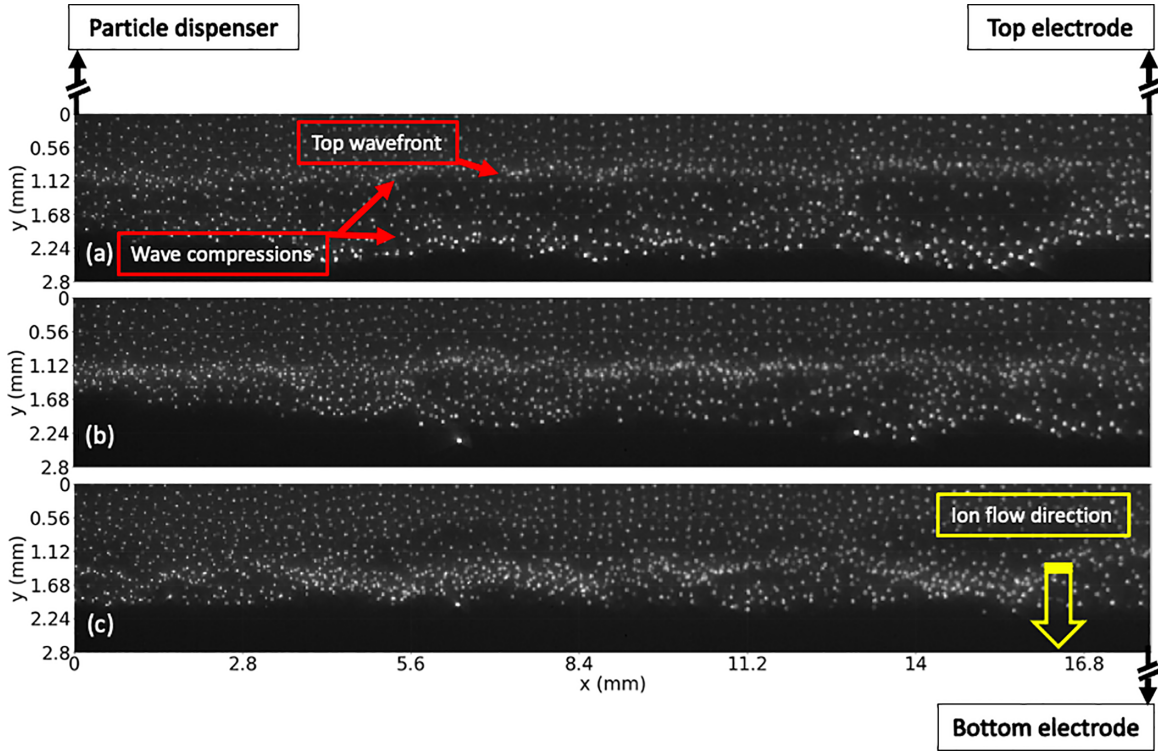 Particle dispenser
Top electrode
0
0.56
1.12
1.68
2.24
2.8
y (mm)
Top wavefront
Wave compressions
(a)
0
0.56
1.12
1.68
2.24
2.8
y (mm)
(b)
0
0.56
1.12
1.68
2.24
2.8
y (mm)
Ion flow direction
(c)
0 2.8 5.6 8.4 11.2 14 16.8
x (mm)
Bottom electrode